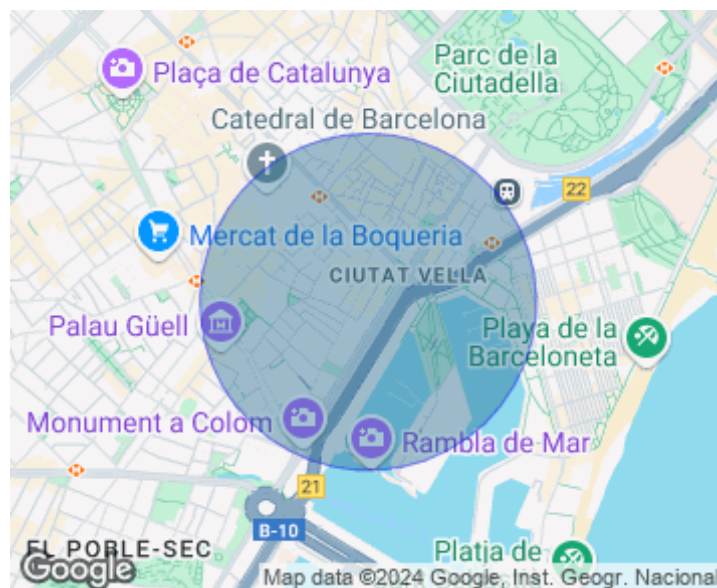 Plaça de Catalunya
Parc de la
Ciutadella
Catedral de Barcelona
22
Mercat de la Boqueria
CIUTAT VELLA
Palau Güell
Playa de la
Barceloneta
Monument a Colom
Rambla de Mar
21
B-10
EL POBLE-SEC
Platja de
Google
Map data ©2024 Google, Inst. Geogr. Nacional